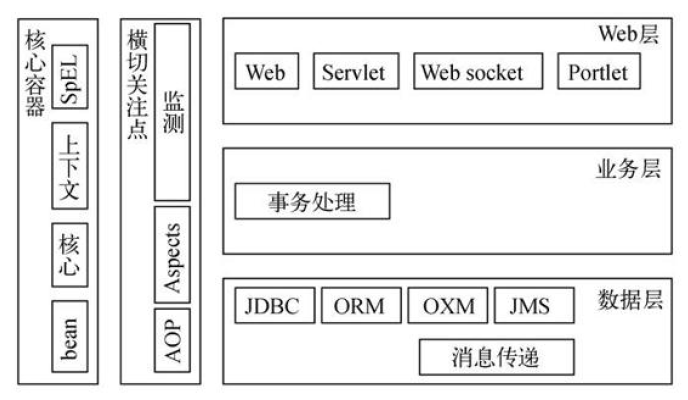 核心容器
SpEL
上下文
核心
bean
横切关注点
监测
Aspects
AOP
Web层
Web
Servlet
Web socket
Portlet
业务层
事务处理
数据层
JDBC
ORM
OXM
JMS
消息传递